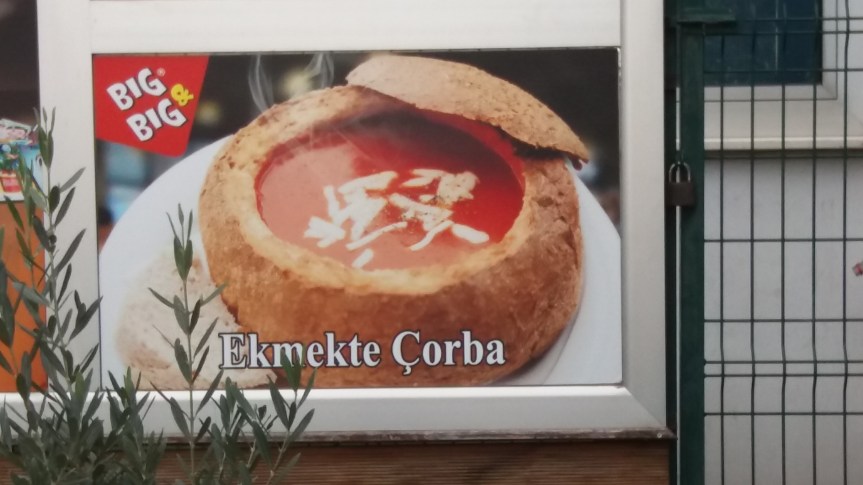 BIG®
& BIG
Ekmekte Çorba